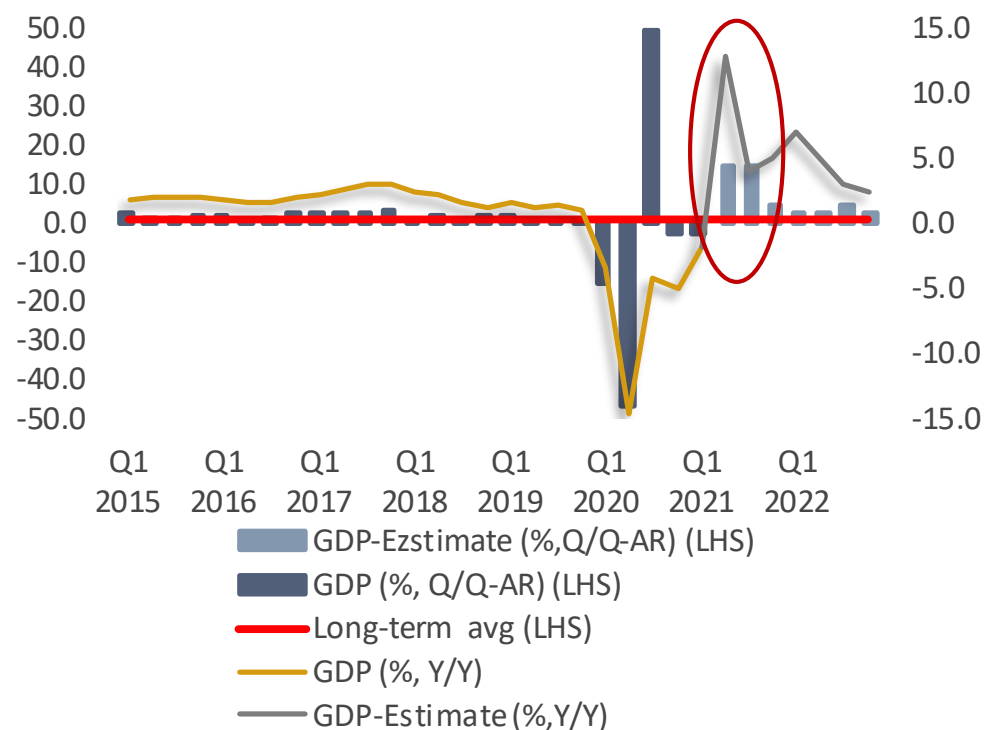 50.0
40.0
30.0
20.0
10.0
0.0
-10.0
-20.0
-30.0
-40.0
-50.0
15.0
10.0
5.0
0.0
-5.0
-10.0
-15.0
Q1 Q1 Q1 Q1 Q1 Q1 Q1 Q1
2015 2016 2017 2018 2019 2020 2021 2022
GDP-Ezstimate (%,Q/Q-AR) (LHS)
GDP (%, Q/Q-AR) (LHS)
Long-term avg (LHS)
GDP (%, Y/Y)
GDP-Estimate (%,Y/Y)